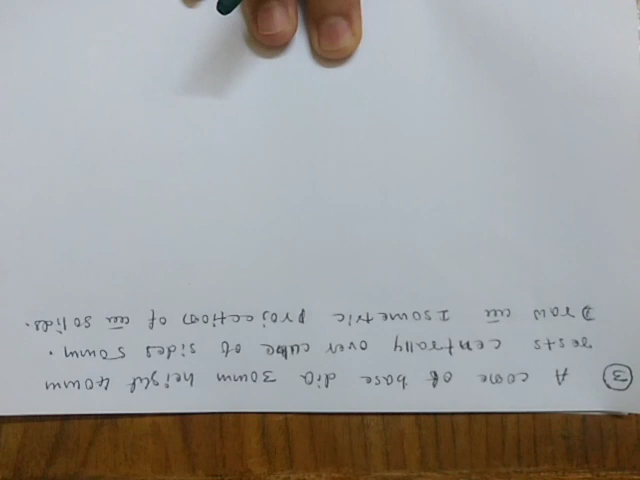 ③ A cone of base dia 30mm height 40mm
rests centrally over cube of sides 50mm.
Draw the Isometric projection of the solids.